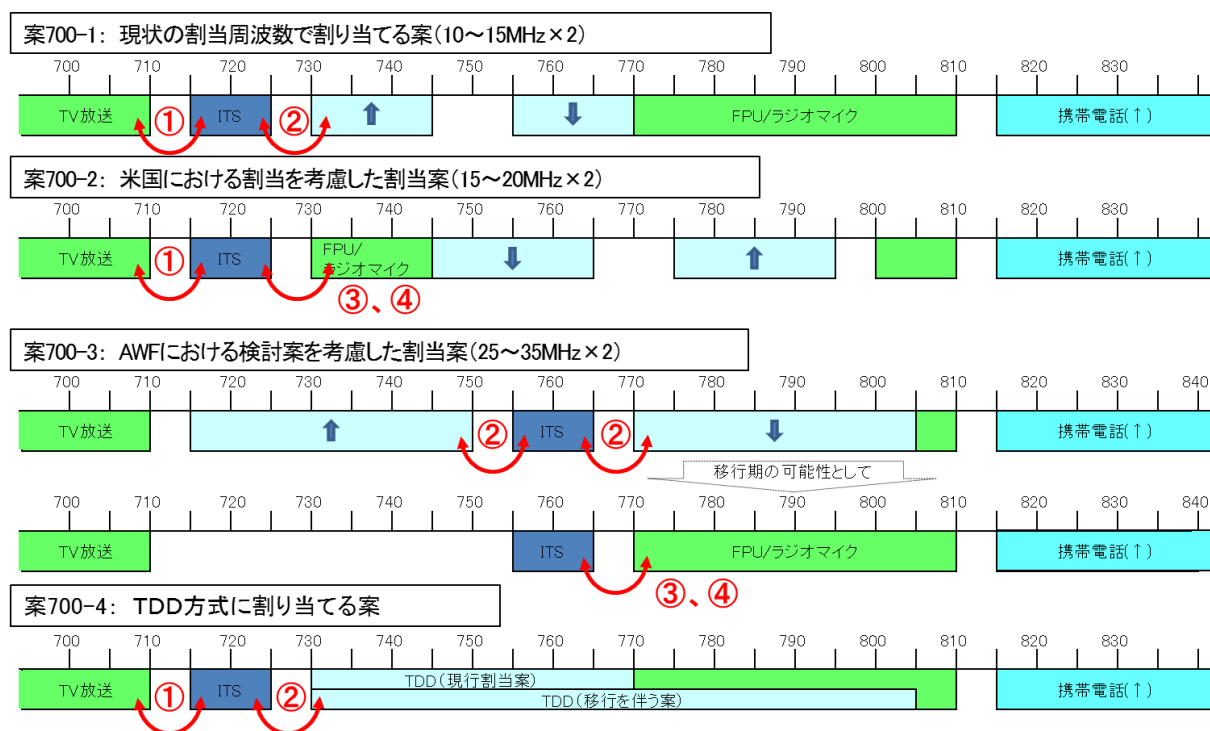 案700-1: 現状の割当周波数で割り当てる案(10～15MHz×2)
700 710 720 730 740 750 760 770 780 790 800 810 820 830
TV放送 ① ITS ② ⬆ ⬇ FPU/ラジオマイク 携帯電話(↑)
案700-2: 米国における割当を考慮した割当案(15～20MHz×2)
700 710 720 730 740 750 760 770 780 790 800 810 820 830
TV放送 ① ITS FPU/ ⬇ ⬆ 携帯電話(↑)
ラジオマイク
③、④
案700-3: AWFにおける検討案を考慮した割当案(25～35MHz×2)
700 710 720 730 740 750 760 770 780 790 800 810 820 830 840
TV放送 ⬆ ② ITS ② ⬇ 携帯電話(↑)
移行期の可能性として
700 710 720 730 740 750 760 770 780 790 800 810 820 830 840
TV放送 ITS FPU/ラジオマイク 携帯電話(↑)
③、④
案700-4: TDD方式に割り当てる案
700 710 720 730 740 750 760 770 780 790 800 810 820 830
TV放送 ① ITS ② TDD(現行割当案) 携帯電話(↑)
TDD(移行を伴う案)